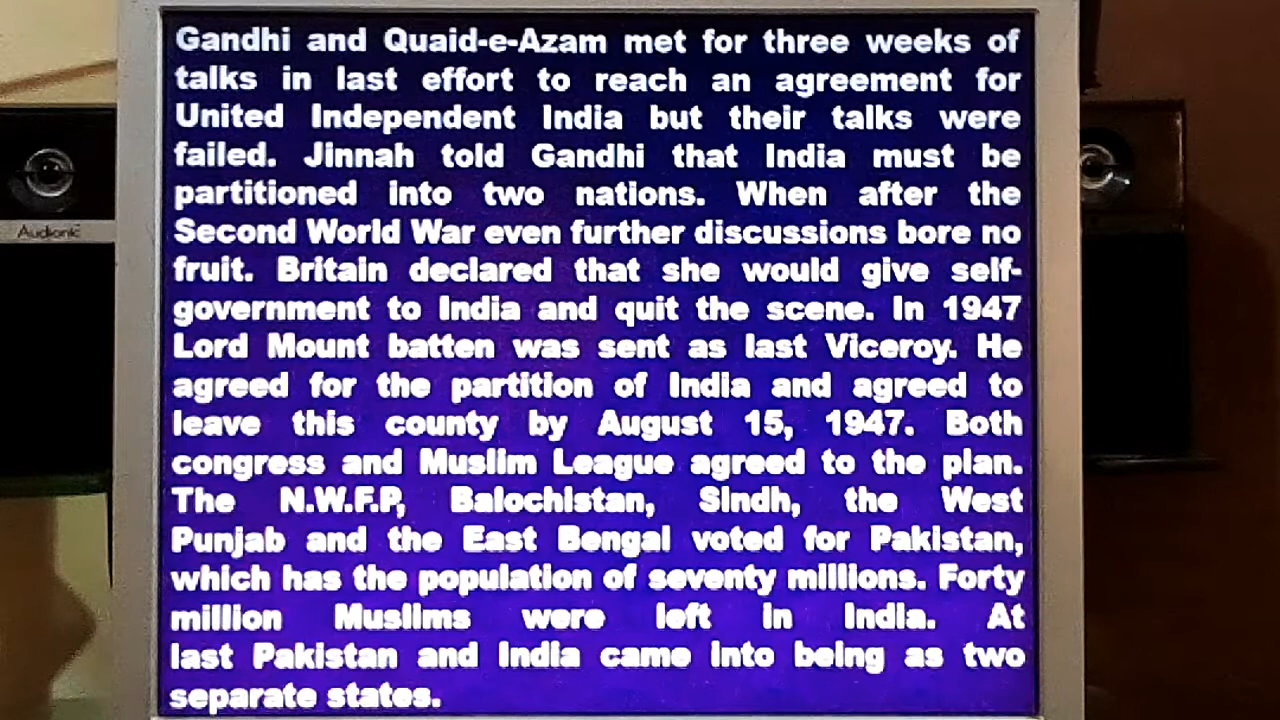 Gandhi and Quaid-e-Azam met for three weeks of
talks in last effort to reach an agreement for
United Independent India but their talks were
failed. Jinnah told Gandhi that India must be
partitioned into two nations. When after the
Second World War even further discussions bore no
fruit. Britain declared that she would give self-
government to India and quit the scene. In 1947
Lord Mount batten was sent as last Viceroy. He
agreed for the partition of India and agreed to
leave this county by August 15, 1947. Both
congress and Muslim League agreed to the plan.
The N.W.F.P, Balochistan, Sindh, the West
Punjab and the East Bengal voted for Pakistan,
which has the population of seventy millions. Forty
million Muslims were left in India. At
last Pakistan and India came into being as two
separate states.
Audionic